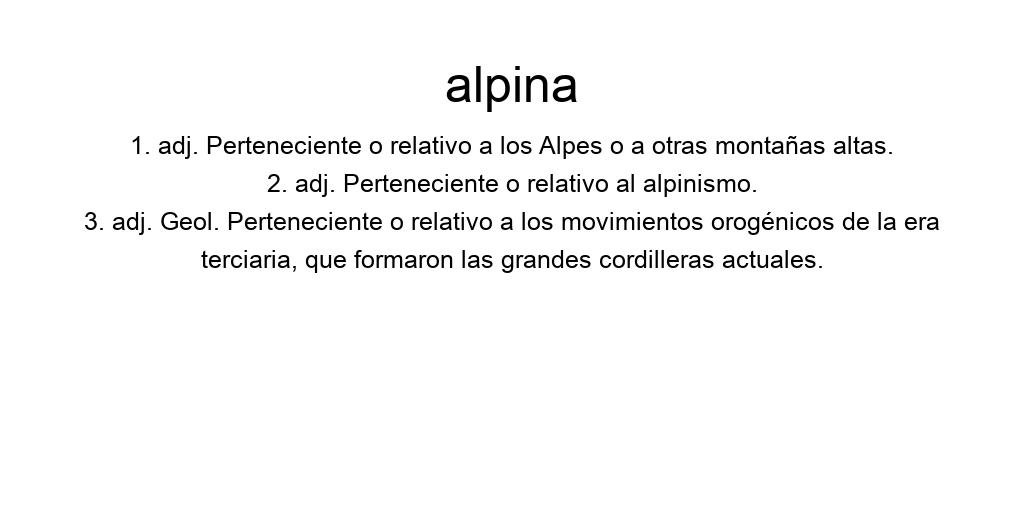 alpina
1. adj. Perteneciente o relativo a los Alpes o a otras montañas altas.
2. adj. Perteneciente o relativo al alpinismo.
3. adj. Geol. Perteneciente o relativo a los movimientos orogénicos de la era
terciaria, que formaron las grandes cordilleras actuales.